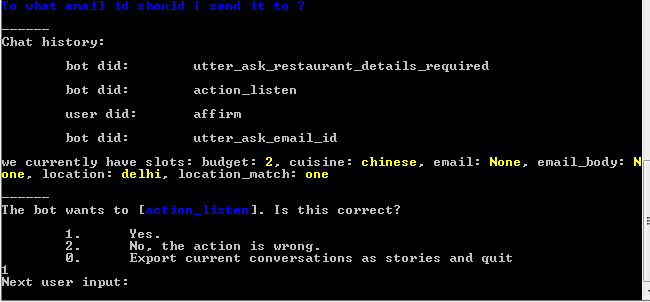 To what email id should I send it to ?
------
Chat history:
bot did: utter_ask_restaurant_details_required
bot did: action_listen
user did: affirm
bot did: utter_ask_email_id
we currently have slots: budget: 2, cuisine: chinese, email: None, email_body: N
one, location: delhi, location_match: one
------
The bot wants to [action_listen]. Is this correct?
1. Yes.
2. No, the action is wrong.
0. Export current conversations as stories and quit
1
Next user input: